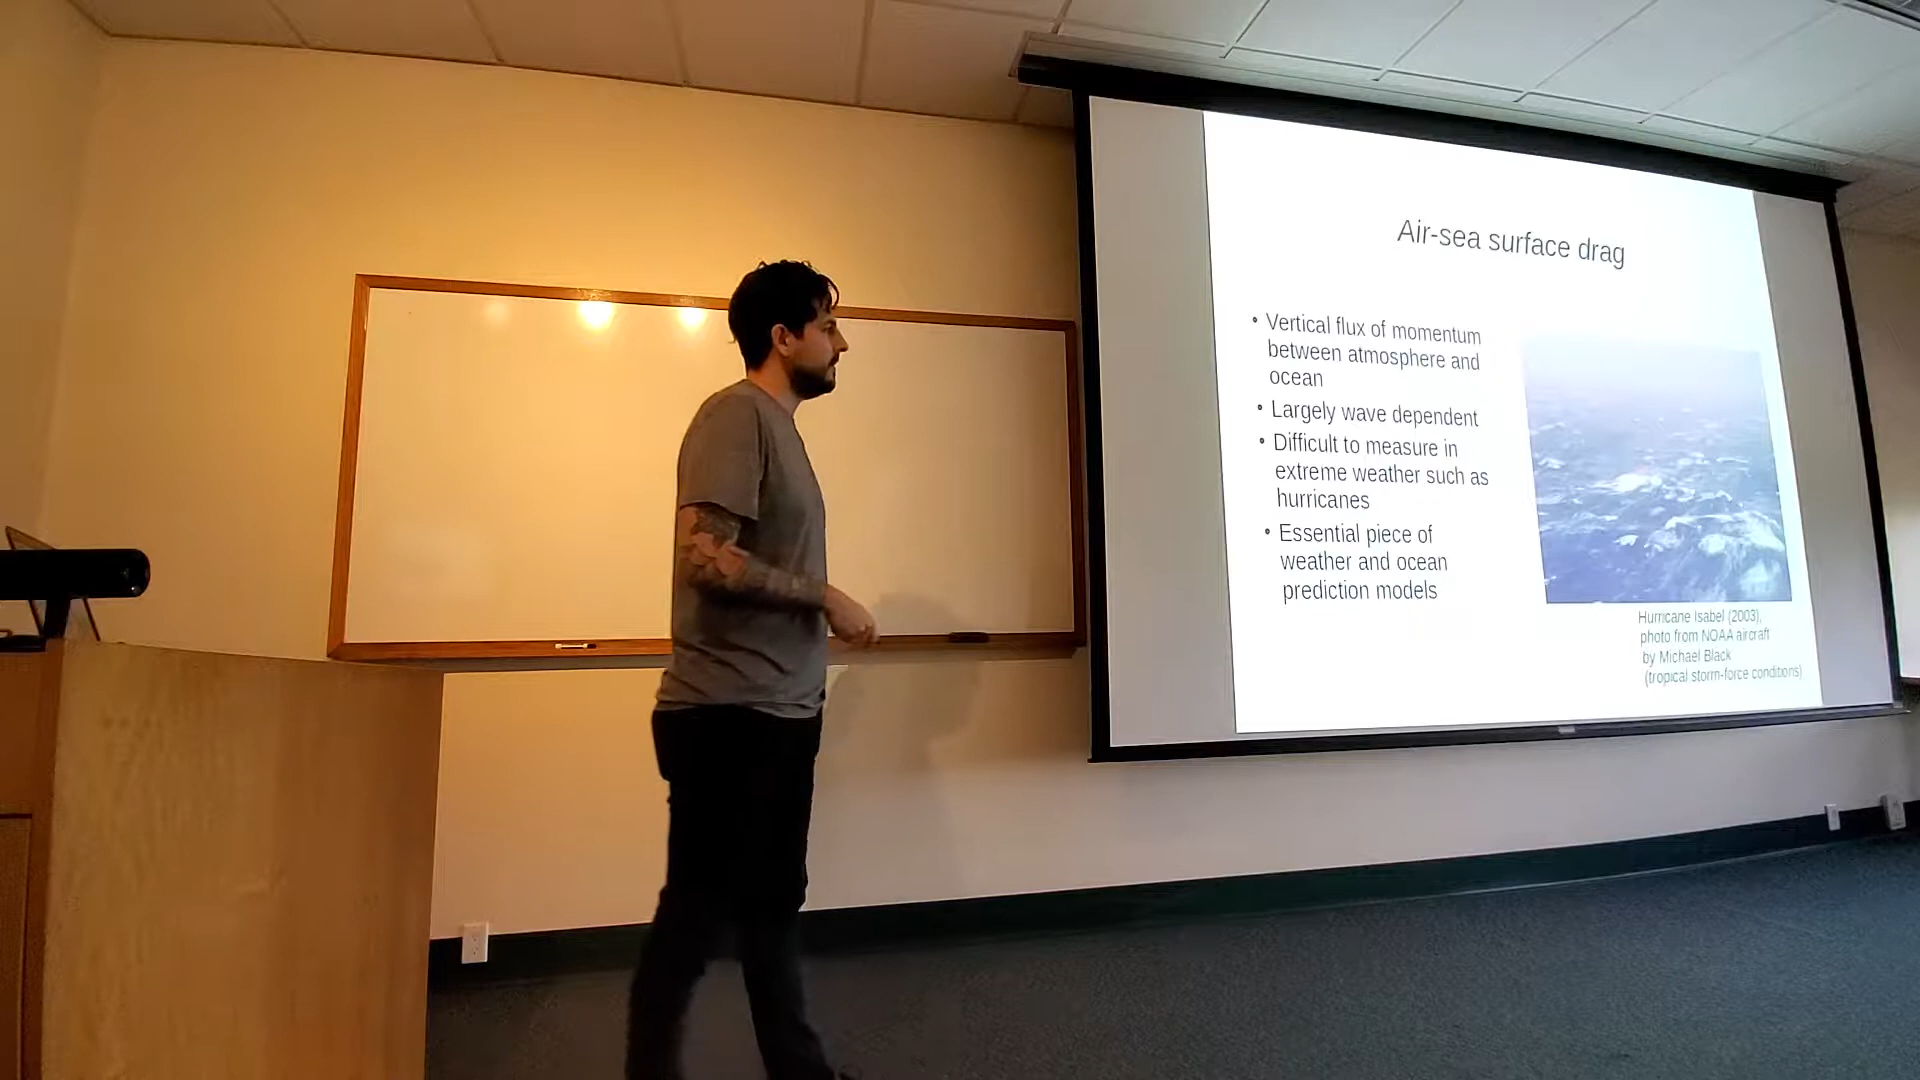 Air-sea surface drag
• Vertical flux of momentum
between atmosphere and
ocean
• Largely wave dependent
• Difficult to measure in
extreme weather such as
hurricanes
• Essential piece of
weather and ocean
prediction models
Hurricane Isabel (2003),
photo from NOAA aircraft
by Michael Black
(tropical storm-force conditions)